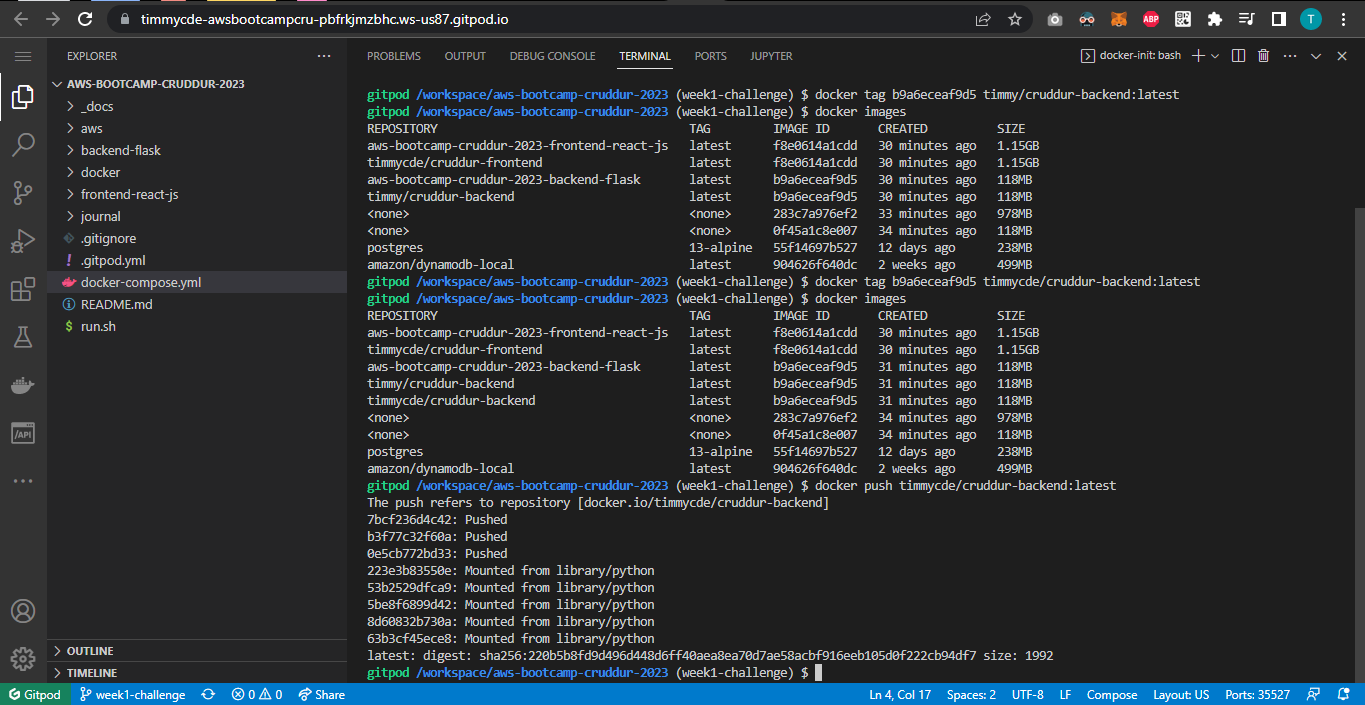 timmycde-awsbootcampcru-pbfrkjmzbhc.ws-us87.gitpod.io
ABP
T
EXPLORER
AWS-BOOTCAMP-CRUDDUR-2023
_docs
aws
backend-flask
docker
frontend-react-js
journal
.gitignore
! .gitpod.yml
docker-compose.yml
README.md
$ run.sh
/API
OUTLINE
TIMELINE
PROBLEMS OUTPUT DEBUG CONSOLE TERMINAL PORTS JUPYTER
docker-init: bash
gitpod /workspace/aws-bootcamp-cruddur-2023 (week1-challenge) $ docker tag b9a6eceaf9d5 timmy/cruddur-backend:latest
gitpod /workspace/aws-bootcamp-cruddur-2023 (week1-challenge) $ docker images
REPOSITORY TAG IMAGE ID CREATED SIZE
aws-bootcamp-cruddur-2023-frontend-react-js latest f8e0614a1cdd 30 minutes ago 1.15GB
timmycde/cruddur-frontend latest f8e0614a1cdd 30 minutes ago 1.15GB
aws-bootcamp-cruddur-2023-backend-flask latest b9a6eceaf9d5 30 minutes ago 118MB
timmy/cruddur-backend latest b9a6eceaf9d5 30 minutes ago 118MB
<none> <none> 283c7a976ef2 33 minutes ago 978MB
<none> <none> 0f45a1c8e007 34 minutes ago 118MB
postgres 13-alpine 55f14697b527 12 days ago 238MB
amazon/dynamodb-local latest 904626f640dc 2 weeks ago 499MB
gitpod /workspace/aws-bootcamp-cruddur-2023 (week1-challenge) $ docker tag b9a6eceaf9d5 timmycde/cruddur-backend:latest
gitpod /workspace/aws-bootcamp-cruddur-2023 (week1-challenge) $ docker images
REPOSITORY TAG IMAGE ID CREATED SIZE
aws-bootcamp-cruddur-2023-frontend-react-js latest f8e0614a1cdd 30 minutes ago 1.15GB
timmycde/cruddur-frontend latest f8e0614a1cdd 30 minutes ago 1.15GB
aws-bootcamp-cruddur-2023-backend-flask latest b9a6eceaf9d5 31 minutes ago 118MB
timmy/cruddur-backend latest b9a6eceaf9d5 31 minutes ago 118MB
timmycde/cruddur-backend latest b9a6eceaf9d5 31 minutes ago 118MB
<none> <none> 283c7a976ef2 34 minutes ago 978MB
<none> <none> 0f45a1c8e007 34 minutes ago 118MB
postgres 13-alpine 55f14697b527 12 days ago 238MB
amazon/dynamodb-local latest 904626f640dc 2 weeks ago 499MB
gitpod /workspace/aws-bootcamp-cruddur-2023 (week1-challenge) $ docker push timmycde/cruddur-backend:latest
The push refers to repository [docker.io/timmycde/cruddur-backend]
7bcf236d4c42: Pushed
b3f77c32f60a: Pushed
0e5cb772bd33: Pushed
223e3b83550e: Mounted from library/python
53b2529dfca9: Mounted from library/python
5be8f6899d42: Mounted from library/python
8d60832b730a: Mounted from library/python
63b3cf45ece8: Mounted from library/python
latest: digest: sha256:220b5b8fd9d496d448d6ff40aea8ea70d7ae58acbf916eeb105d0f222cb94df7 size: 1992
gitpod /workspace/aws-bootcamp-cruddur-2023 (week1-challenge) $
Gitpod week1-challenge 0 0 Share Ln 4, Col 17 Spaces: 2 UTF-8 LF Compose Layout: US Ports: 35527